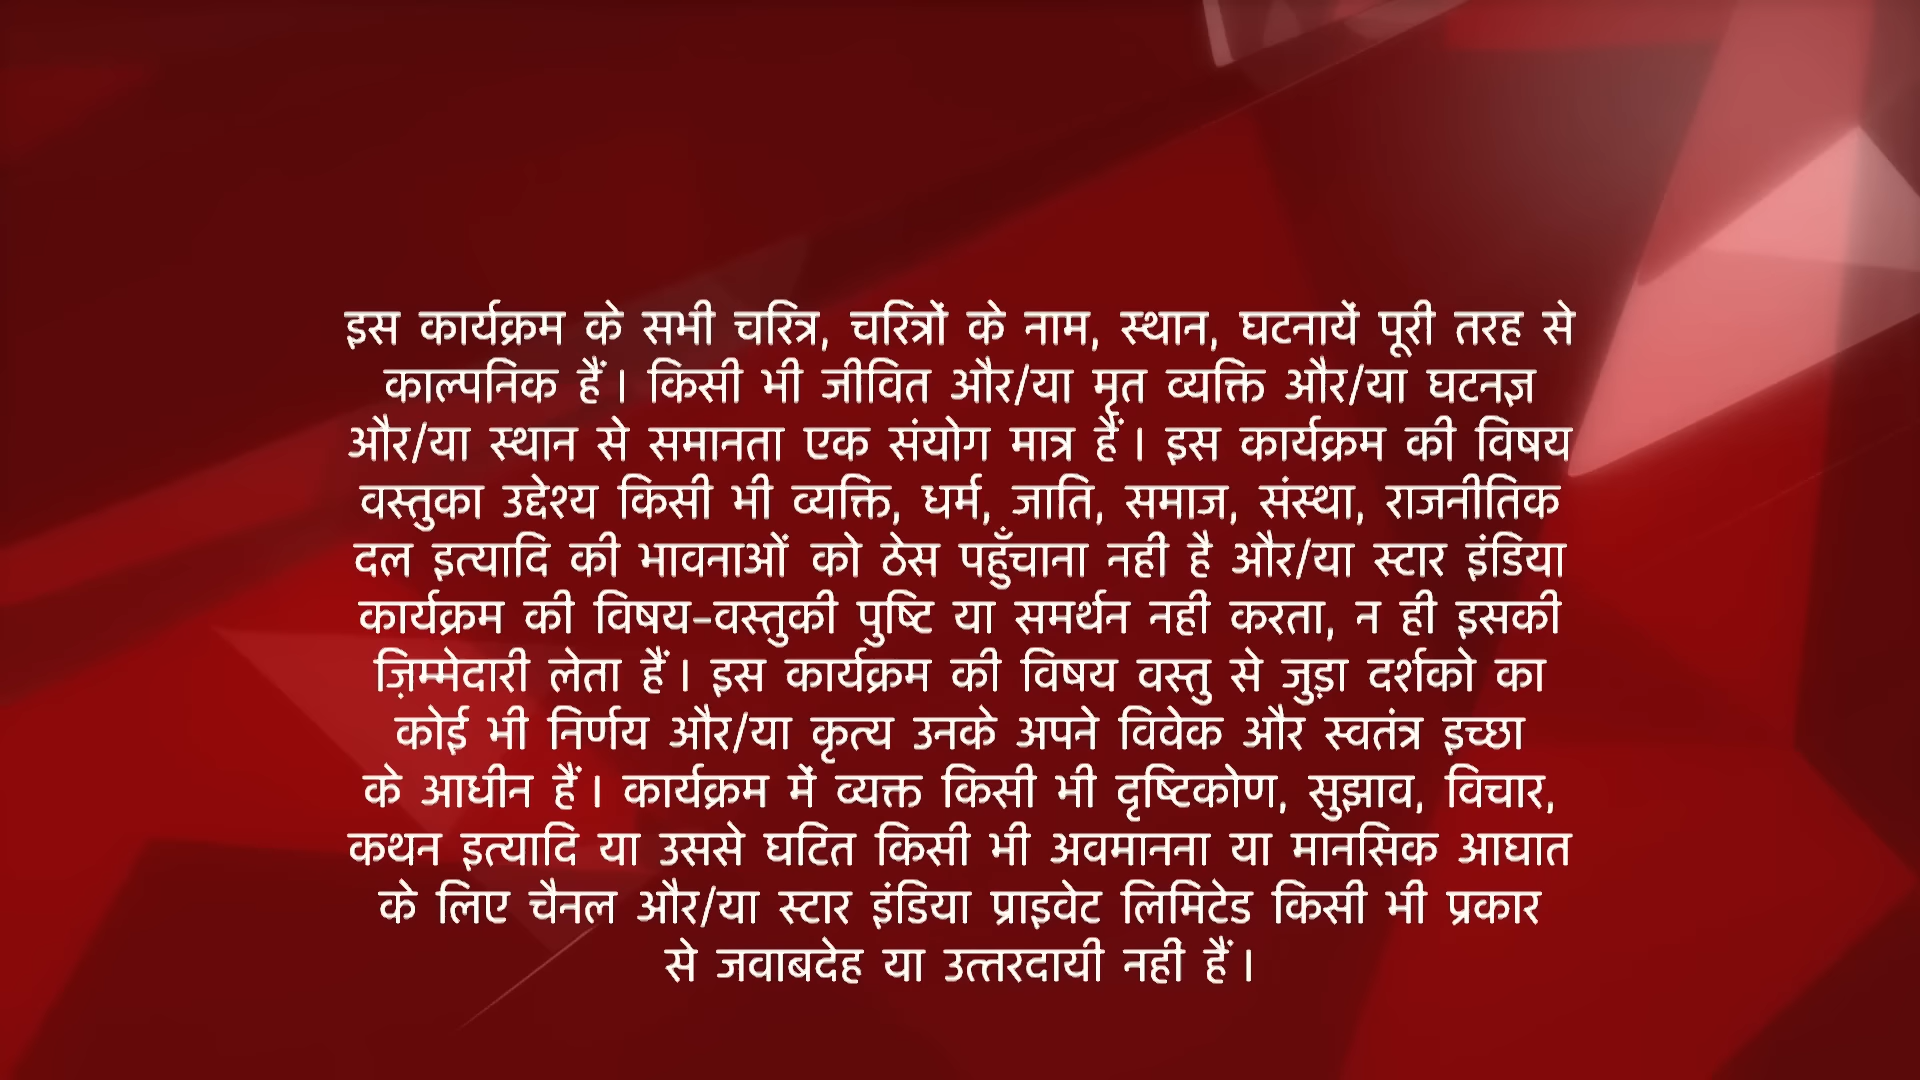 इस कार्यक्रम के सभी चरित्र, चरित्रों के नाम, स्थान, घटनायें पूरी तरह से
काल्पनिक हैं। किसी भी जीवित और/या मृत व्यक्ति और/या घटनज्ञ
और/या स्थान से समानता एक संयोग मात्र हैं। इस कार्यक्रम की विषय
वस्तुका उद्देश्य किसी भी व्यक्ति, धर्म, जाति, समाज, संस्था, राजनीतिक
दल इत्यादि की भावनाओं को ठेस पहुँचाना नही है और/या स्टार इंडिया
कार्यक्रम की विषय-वस्तुकी पुष्टि या समर्थन नही करता, न ही इसकी
ज़िम्मेदारी लेता हैं। इस कार्यक्रम की विषय वस्तु से जुड़ा दर्शको का
कोई भी निर्णय और/या कृत्य उनके अपने विवेक और स्वतंत्र इच्छा
के आधीन हैं। कार्यक्रम में व्यक्त किसी भी दृष्टिकोण, सुझाव, विचार,
कथन इत्यादि या उससे घटित किसी भी अवमानना या मानसिक आघात
के लिए चैनल और/या स्टार इंडिया प्राइवेट लिमिटेड किसी भी प्रकार
से जवाबदेह या उत्तरदायी नही हैं।